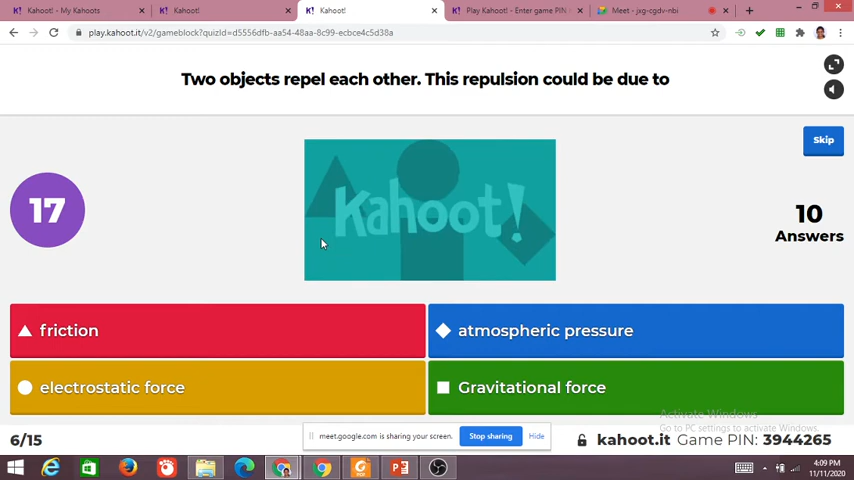 Kahoot! - My Kahoots
Kahoot!
Kahoot!
Play Kahoot! - Enter game PIN
Meet - jxg-cgdv-nbi
play.kahoot.it/v2/gameblock?quizId=d5556dfb-aa54-48aa-8c99-ecbce4c5d38a
Two objects repel each other. This repulsion could be due to
Skip
17
Kahoot!
10
Answers
friction
atmospheric pressure
electrostatic force
Gravitational force
Activate Windows
Go to PC settings to activate Windows.
6/15
meet.google.com is sharing your screen.
Stop sharing
Hide
kahoot.it Game PIN: 3944265
4:09 PM
11/11/2020